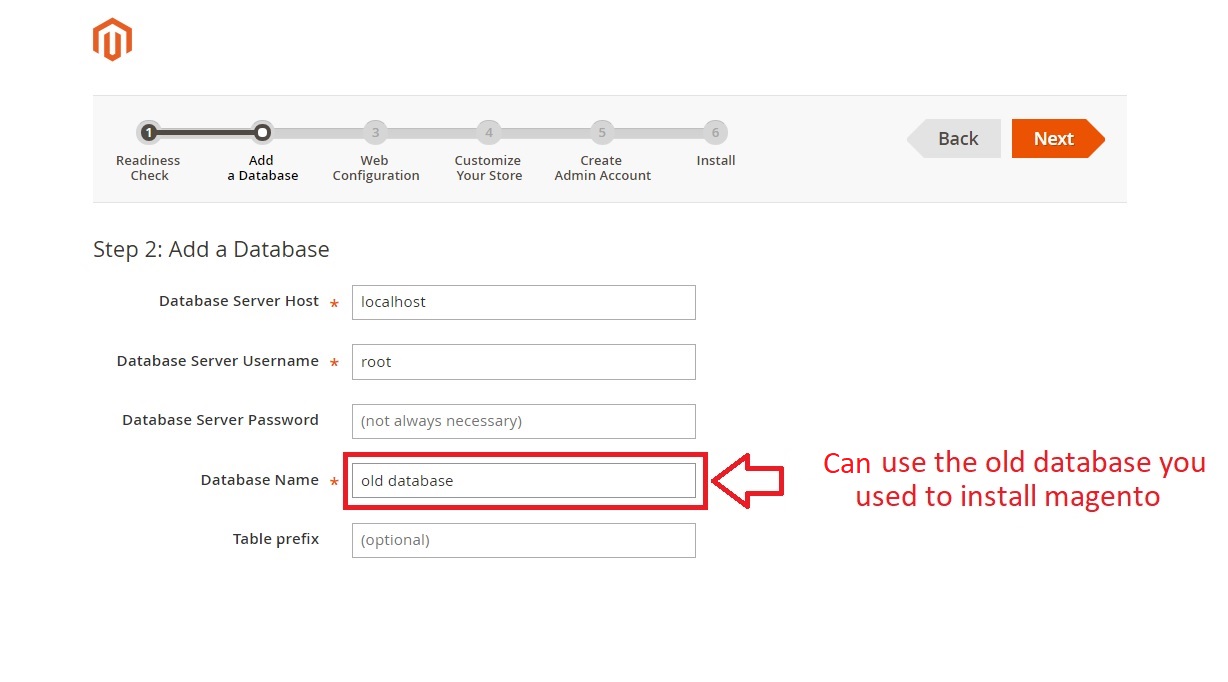 1 2 3 4 5 6
Readiness Check
Add a Database
Web Configuration
Customize Your Store
Create Admin Account
Install
Back
Next
Step 2: Add a Database
Database Server Host * localhost
Database Server Username * root
Database Server Password (not always necessary)
Database Name * old database
Can use the old database you
used to install magento
Table prefix (optional)